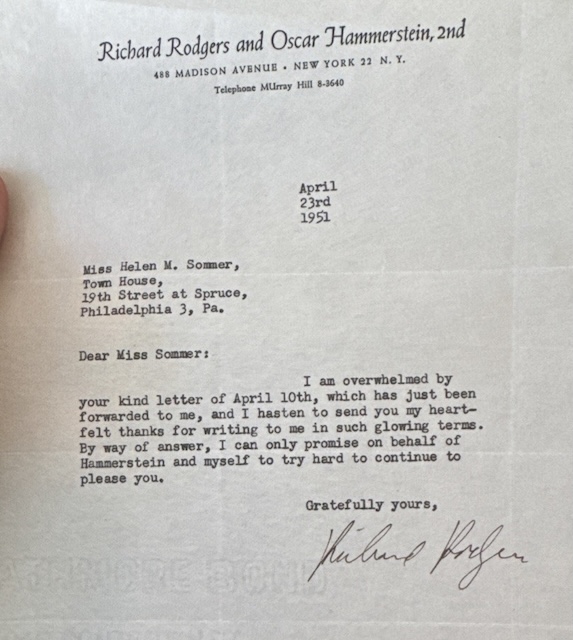 Richard Rodgers and Oscar Hammerstein, 2nd
488 MADISON AVENUE • NEW YORK 22 N. Y.
Telephone MUrray Hill 8-3640
April
23rd
1951
Miss Helen M. Sommer,
Town House,
19th Street at Spruce,
Philadelphia 3, Pa.
Dear Miss Sommer:
I am overwhelmed by
your kind letter of April 10th, which has just been
forwarded to me, and I hasten to send you my heart-
felt thanks for writing to me in such glowing terms.
By way of answer, I can only promise on behalf of
Hammerstein and myself to try hard to continue to
please you.
Gratefully yours,
Richard Rodgers